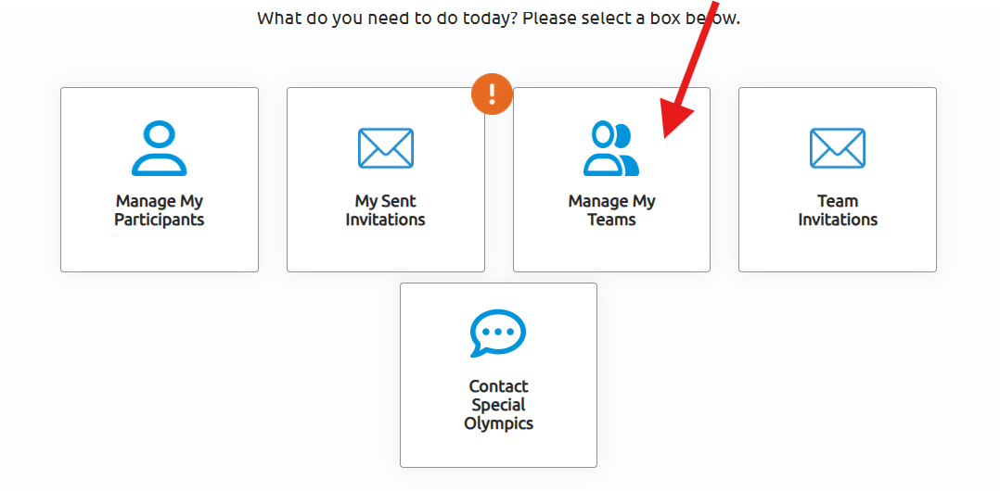 What do you need to do today? Please select a box below.
!
Manage My
Participants
My Sent
Invitations
Manage My
Teams
Team
Invitations
Contact
Special
Olympics